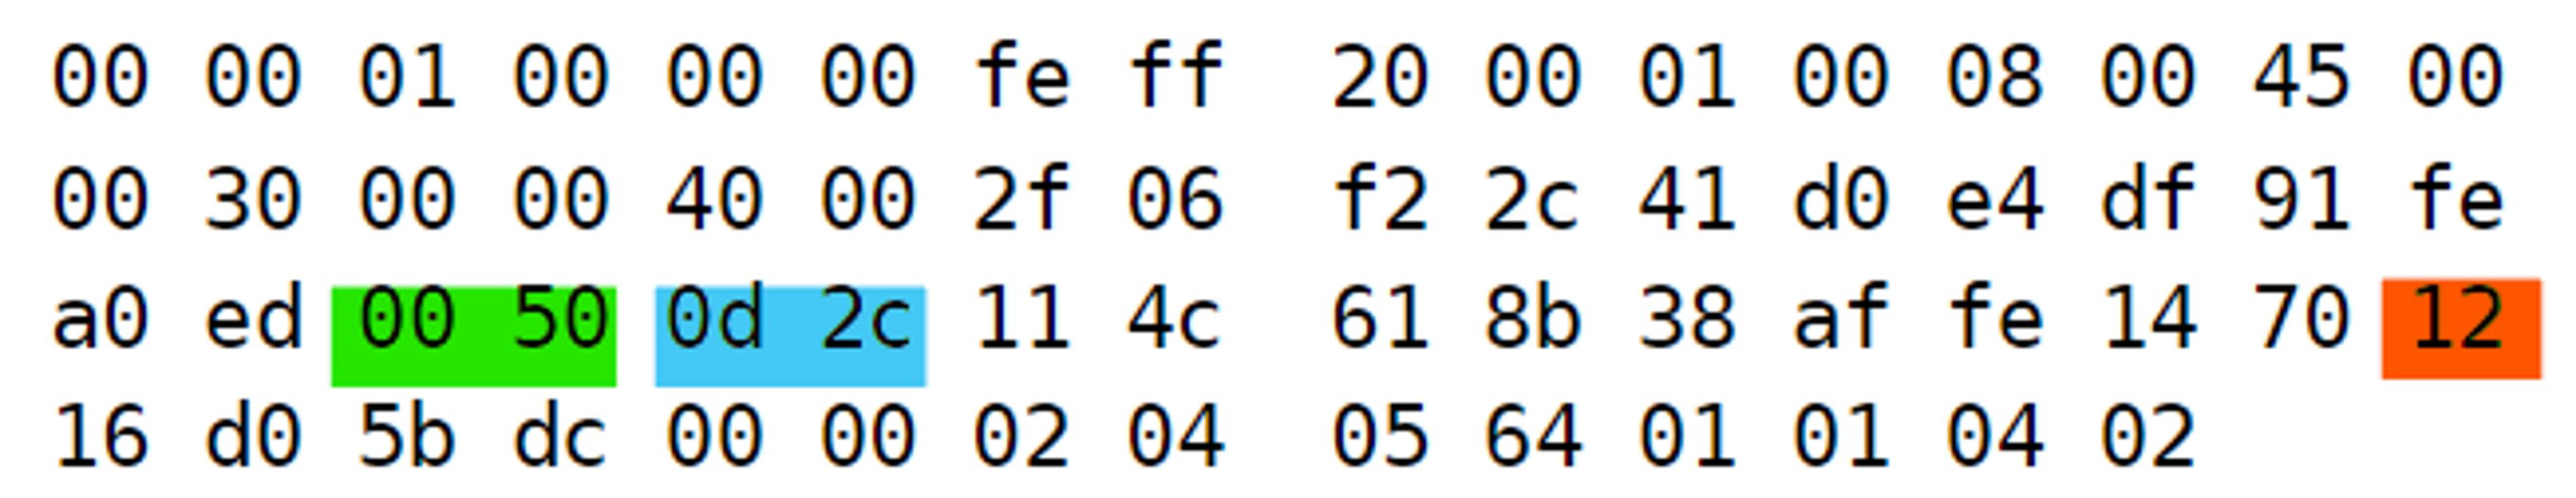 00 00 01 00 00 00 fe ff 20 00 01 00 08 00 45 00
00 30 00 00 40 00 2f 06 f2 2c 41 d0 e4 df 91 fe
a0 ed 00 50 0d 2c 11 4c 61 8b 38 af fe 14 70 12
16 d0 5b dc 00 00 02 04 05 64 01 01 04 02